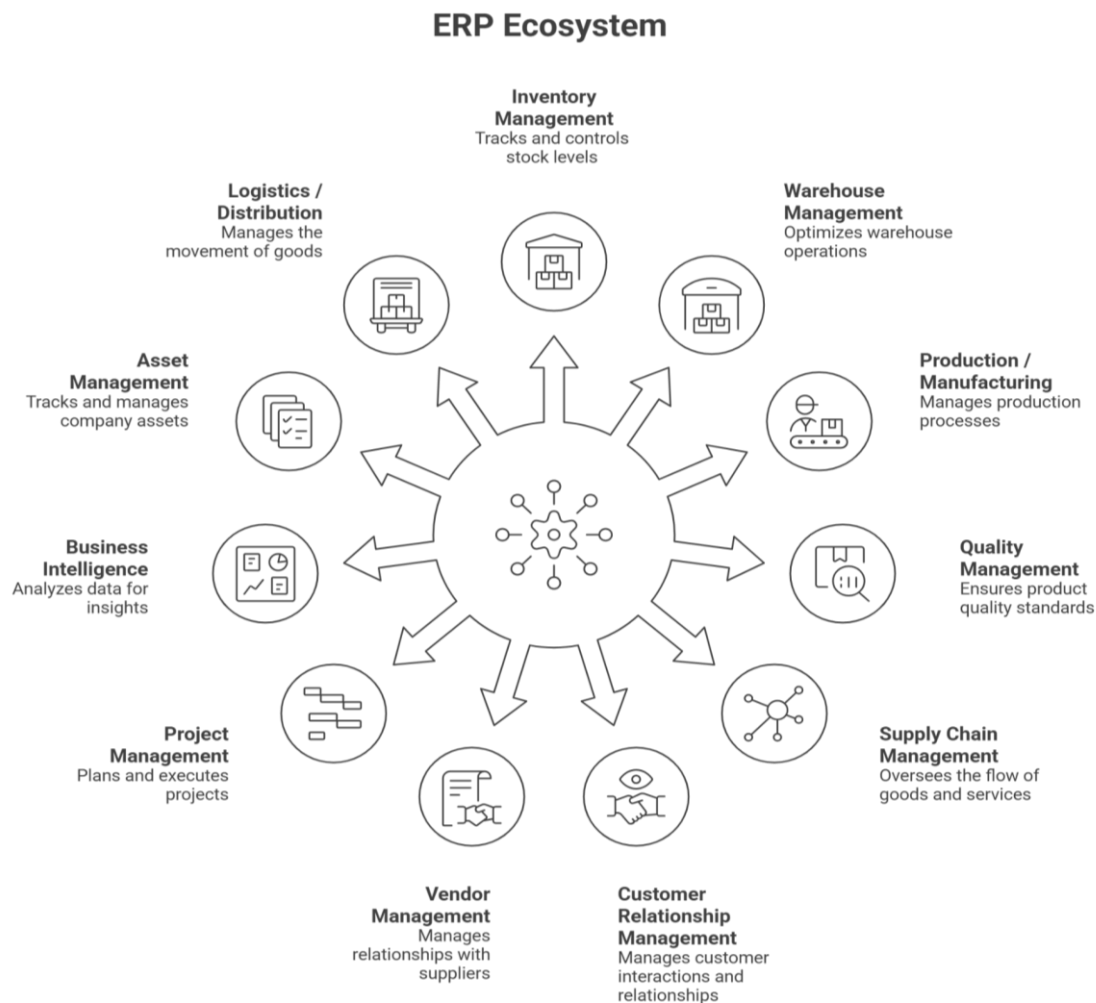 ERP Ecosystem
Inventory
Management
Tracks and controls
stock levels
Warehouse
Management
Optimizes warehouse
operations
Production /
Manufacturing
Manages production
processes
Quality
Management
Ensures product
quality standards
Supply Chain
Management
Oversees the flow of
goods and services
Customer
Relationship
Management
Manages customer
interactions and
relationships
Vendor
Management
Manages
relationships with
suppliers
Project
Management
Plans and executes
projects
Business
Intelligence
Analyzes data for
insights
Asset
Management
Tracks and manages
company assets
Logistics /
Distribution
Manages the
movement of goods